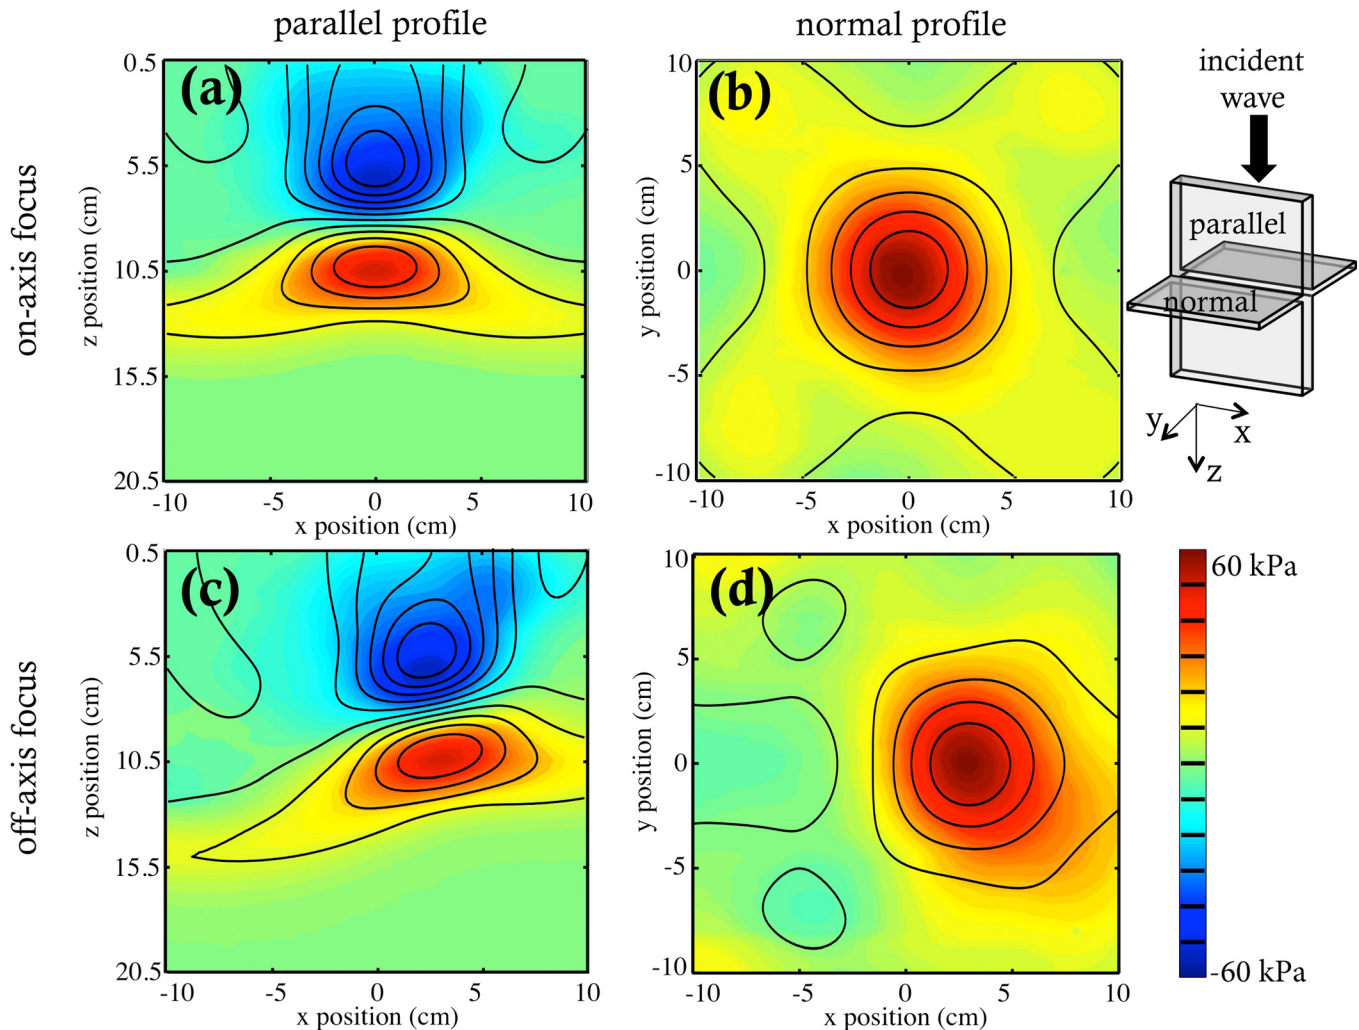 parallel profile
normal profile
on-axis focus
(a)
0.5
5.5
10.5
15.5
20.5
z position (cm)
-10
-5
0
5
10
x position (cm)
(b)
10
5
0
-5
-10
y position (cm)
-10
-5
0
5
10
x position (cm)
incident
wave
parallel
normal
y
x
z
off-axis focus
(c)
0.5
5.5
10.5
15.5
20.5
z position (cm)
-10
-5
0
5
10
x position (cm)
(d)
10
5
0
-5
-10
y position (cm)
-10
-5
0
5
10
x position (cm)
60 kPa
-60 kPa